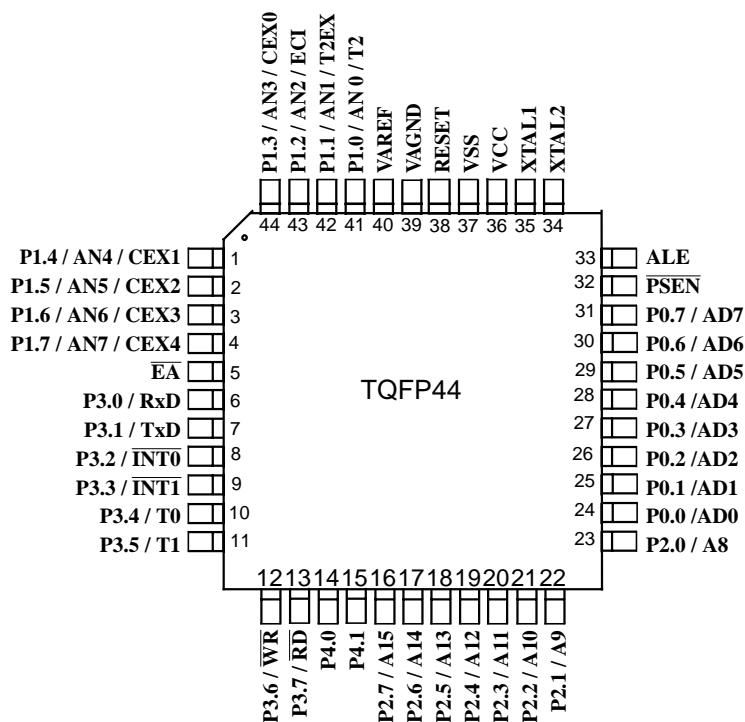 P1.3 / AN3 / CEX0
P1.2 / AN2 / ECI
P1.1 / AN1 / T2EX
P1.0 / AN 0 / T2
VAREF
VAGND
RESET
VSS
VCC
XTAL1
XTAL2
44
43
42
41
40
39
38
37
36
35
34
P1.4 / AN4 / CEX1
1
P1.5 / AN5 / CEX2
2
P1.6 / AN6 / CEX3
3
P1.7 / AN7 / CEX4
4
E̅A̅
5
P3.0 / RxD
6
P3.1 / TxD
7
P3.2 / I̅N̅T̅0̅
8
P3.3 / I̅N̅T̅1̅
9
P3.4 / T0
10
P3.5 / T1
11
TQFP44
33
ALE
32
P̅S̅E̅N̅
31
P0.7 / AD7
30
P0.6 / AD6
29
P0.5 / AD5
28
P0.4 /AD4
27
P0.3 /AD3
26
P0.2 /AD2
25
P0.1 /AD1
24
P0.0 /AD0
23
P2.0 / A8
12
13
14
15
16
17
18
19
20
21
22
P3.6 / W̅R̅
P3.7 / R̅D̅
P4.0
P4.1
P2.7 / A15
P2.6 / A14
P2.5 / A13
P2.4 / A12
P2.3 / A11
P2.2 / A10
P2.1 / A9